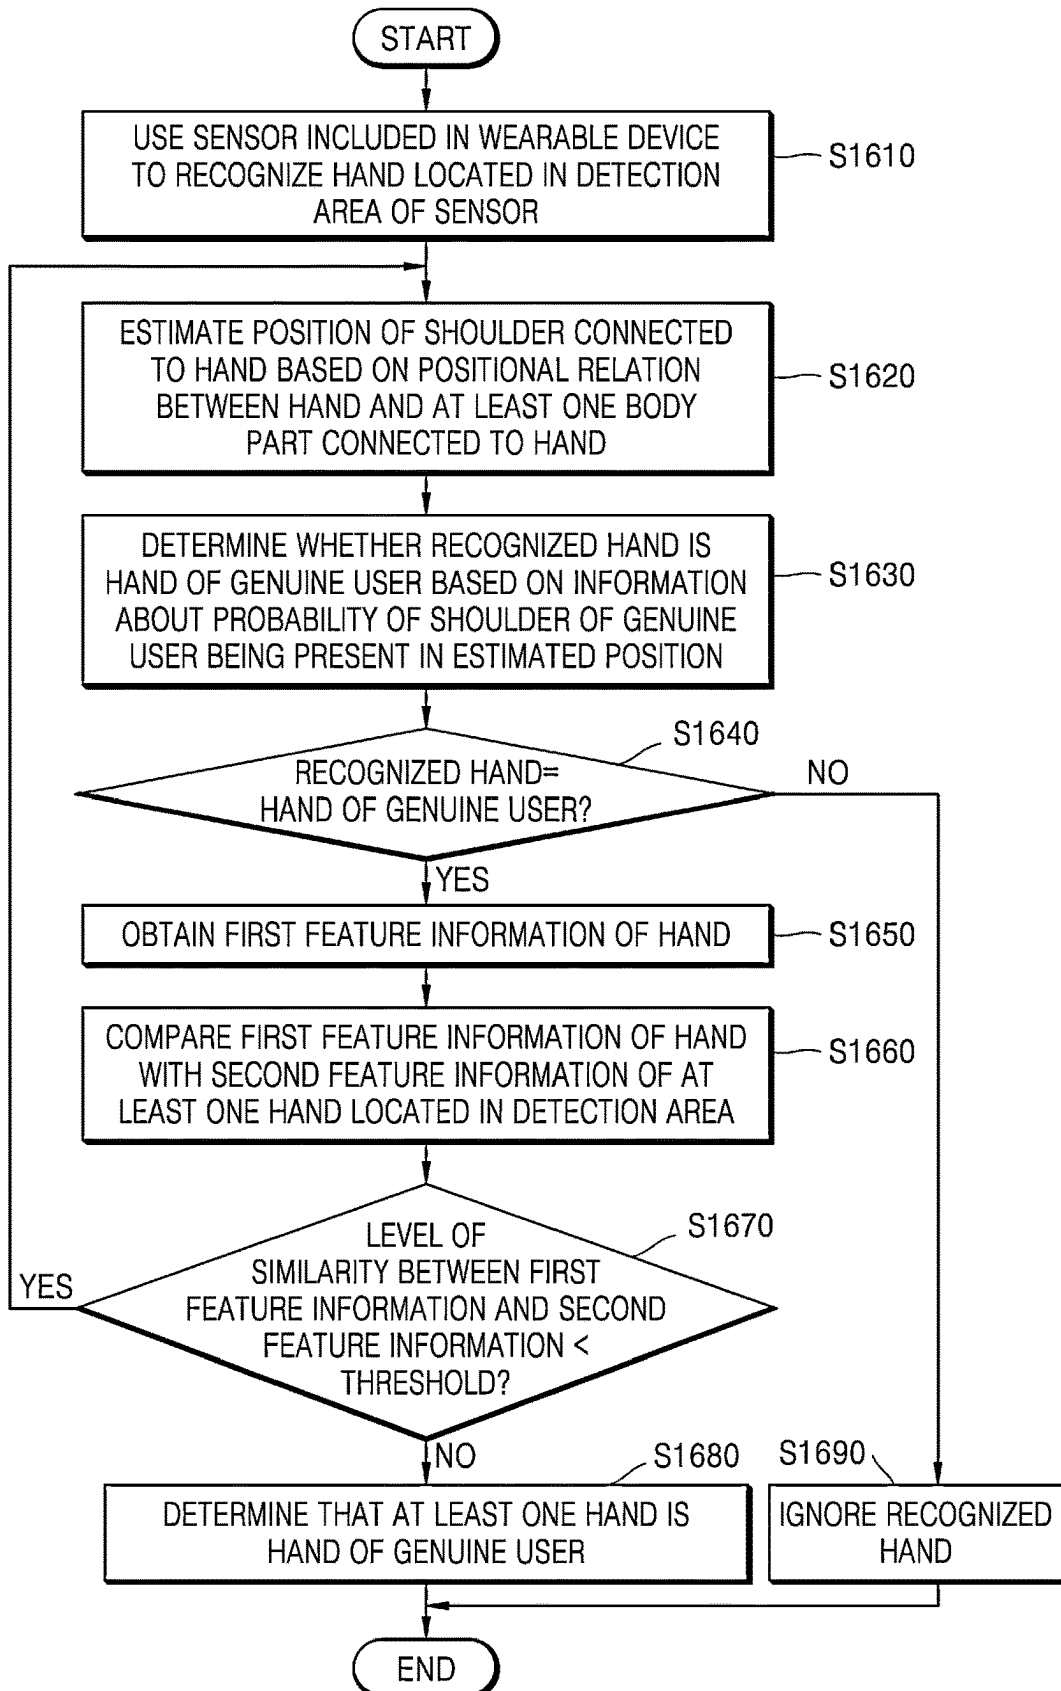 START
USE SENSOR INCLUDED IN WEARABLE DEVICE
TO RECOGNIZE HAND LOCATED IN DETECTION
AREA OF SENSOR
S1610
ESTIMATE POSITION OF SHOULDER CONNECTED
TO HAND BASED ON POSITIONAL RELATION
BETWEEN HAND AND AT LEAST ONE BODY
PART CONNECTED TO HAND
S1620
DETERMINE WHETHER RECOGNIZED HAND IS
HAND OF GENUINE USER BASED ON INFORMATION
ABOUT PROBABILITY OF SHOULDER OF GENUINE
USER BEING PRESENT IN ESTIMATED POSITION
S1630
S1640
RECOGNIZED HAND=
HAND OF GENUINE USER?
NO
YES
OBTAIN FIRST FEATURE INFORMATION OF HAND
S1650
COMPARE FIRST FEATURE INFORMATION OF HAND
WITH SECOND FEATURE INFORMATION OF AT
LEAST ONE HAND LOCATED IN DETECTION AREA
S1660
S1670
LEVEL OF
SIMILARITY BETWEEN FIRST
FEATURE INFORMATION AND SECOND
FEATURE INFORMATION <
THRESHOLD?
YES
NO
S1680
DETERMINE THAT AT LEAST ONE HAND IS
HAND OF GENUINE USER
S1690
IGNORE RECOGNIZED
HAND
END